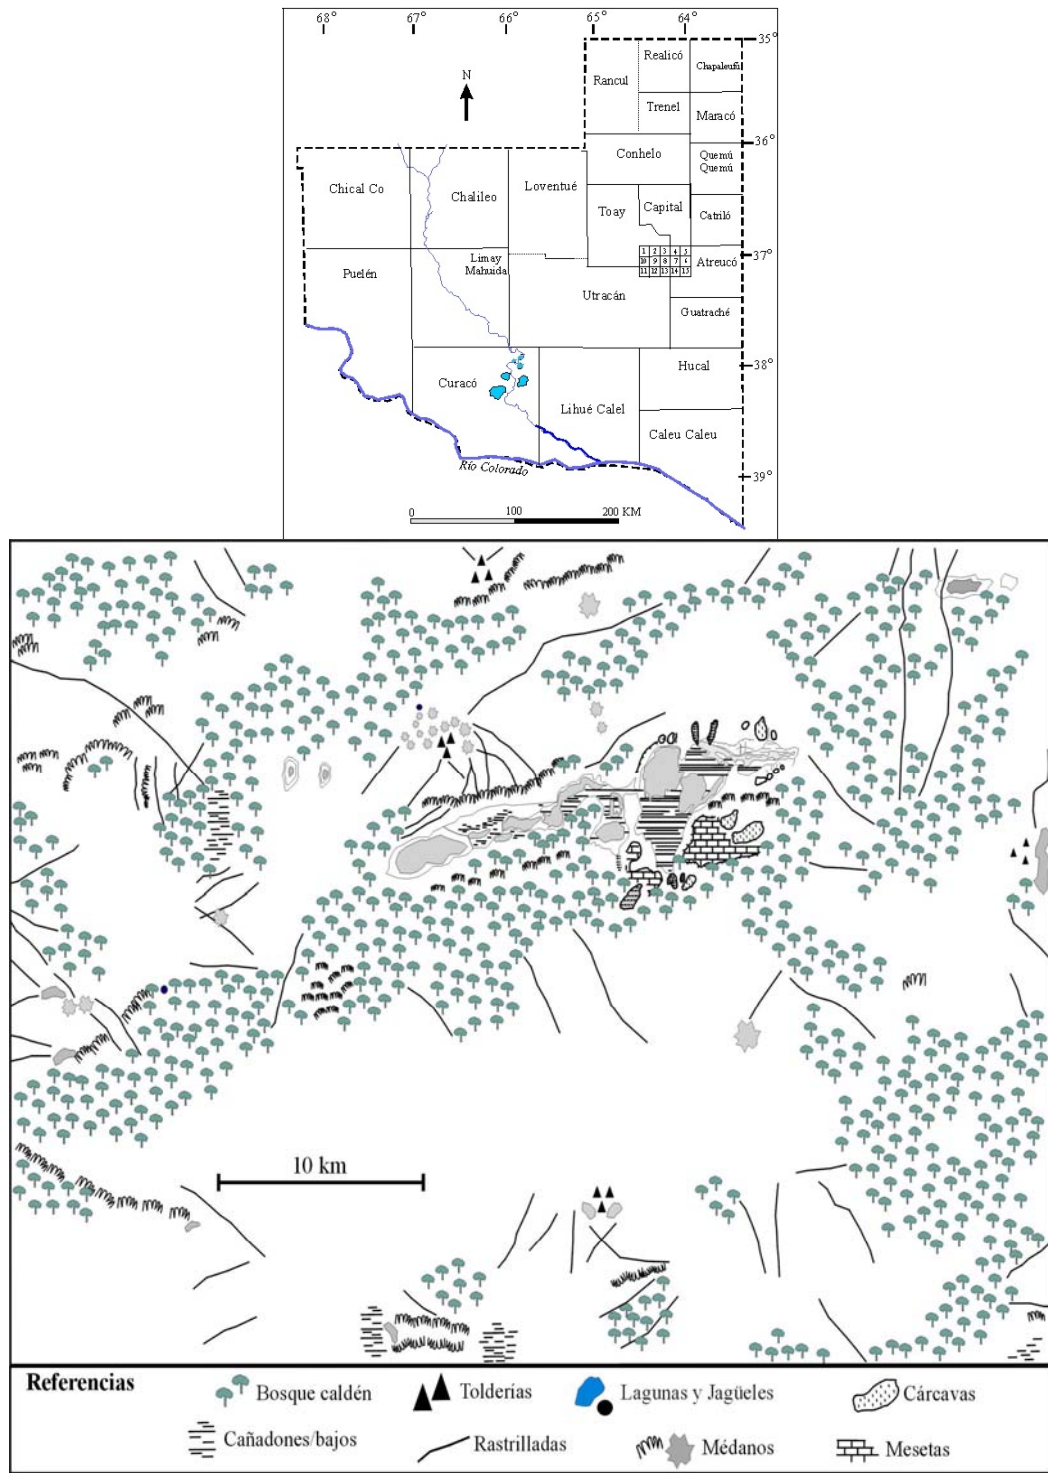 68° 67° 66° 65° 64°
35°
N
Realicó
Rancul
Chapaleufú
Trenel
Maracó
36°
Conhelo
Quemú
Quemú
Chical Co
Chalileo
Loventué
Toay
Capital
Catriló
1 2 3 4 5
37°
Limay
Mahuida
10 9 8 7 6
Atreucó
Puelén
11 12 13 14 15
Utracán
Guatraché
38°
Hucal
Curacó
Lihué Calel
Caleu Caleu
Río Colorado
39°
0 100 200 KM
10 km
Referencias
Bosque caldén
Tolderías
Lagunas y Jagüeles
Cárcavas
Cañadones/bajos
Rastrilladas
Médanos
Mesetas